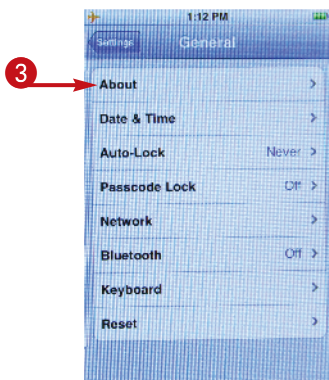 1:12 PM
Settings General
3 About
Date & Time
Auto-Lock Never
Passcode Lock Off
Network
Bluetooth Off
Keyboard
Reset